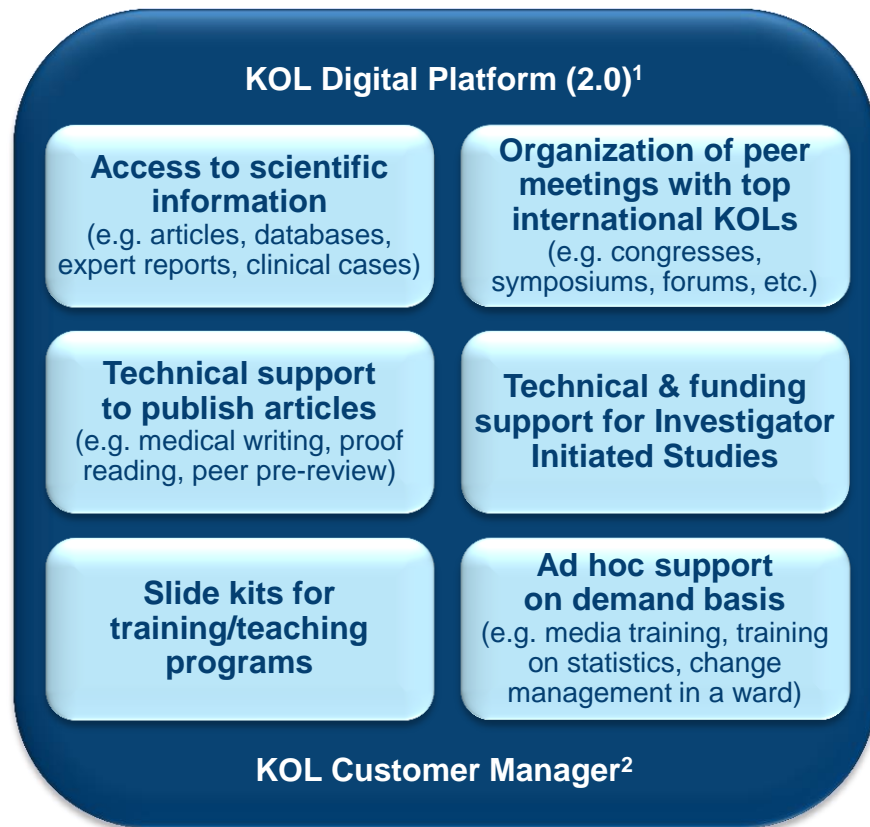 KOL Digital Platform (2.0)¹
Access to scientific
information
(e.g. articles, databases,
expert reports, clinical cases)
Organization of peer
meetings with top
international KOLs
(e.g. congresses,
symposiums, forums, etc.)
Technical support
to publish articles
(e.g. medical writing, proof
reading, peer pre-review)
Technical & funding
support for Investigator
Initiated Studies
Slide kits for
training/teaching
programs
Ad hoc support
on demand basis
(e.g. media training, training
on statistics, change
management in a ward)
KOL Customer Manager²